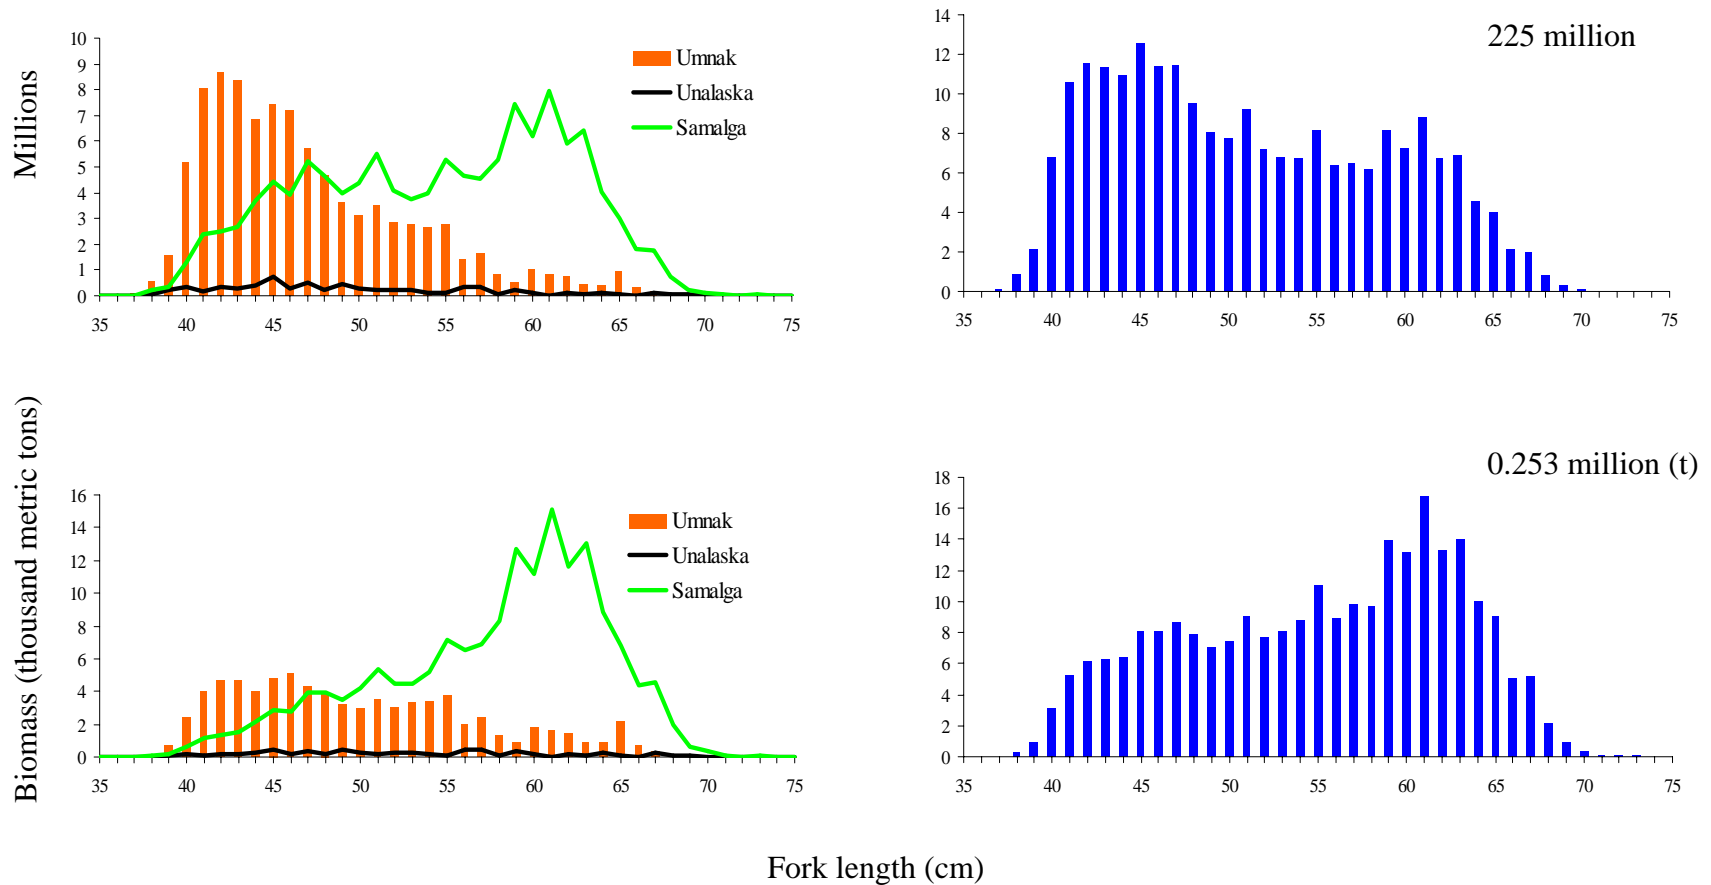 Millions
10
9
8
7
6
5
4
3
2
1
0
35 40 45 50 55 60 65 70 75
Umnak
Unalaska
Samalga
14
12
10
8
6
4
2
0
35 40 45 50 55 60 65 70 75
225 million
Biomass (thousand metric tons)
16
14
12
10
8
6
4
2
0
35 40 45 50 55 60 65 70 75
Umnak
Unalaska
Samalga
18
16
14
12
10
8
6
4
2
0
35 40 45 50 55 60 65 70 75
0.253 million (t)
Fork length (cm)